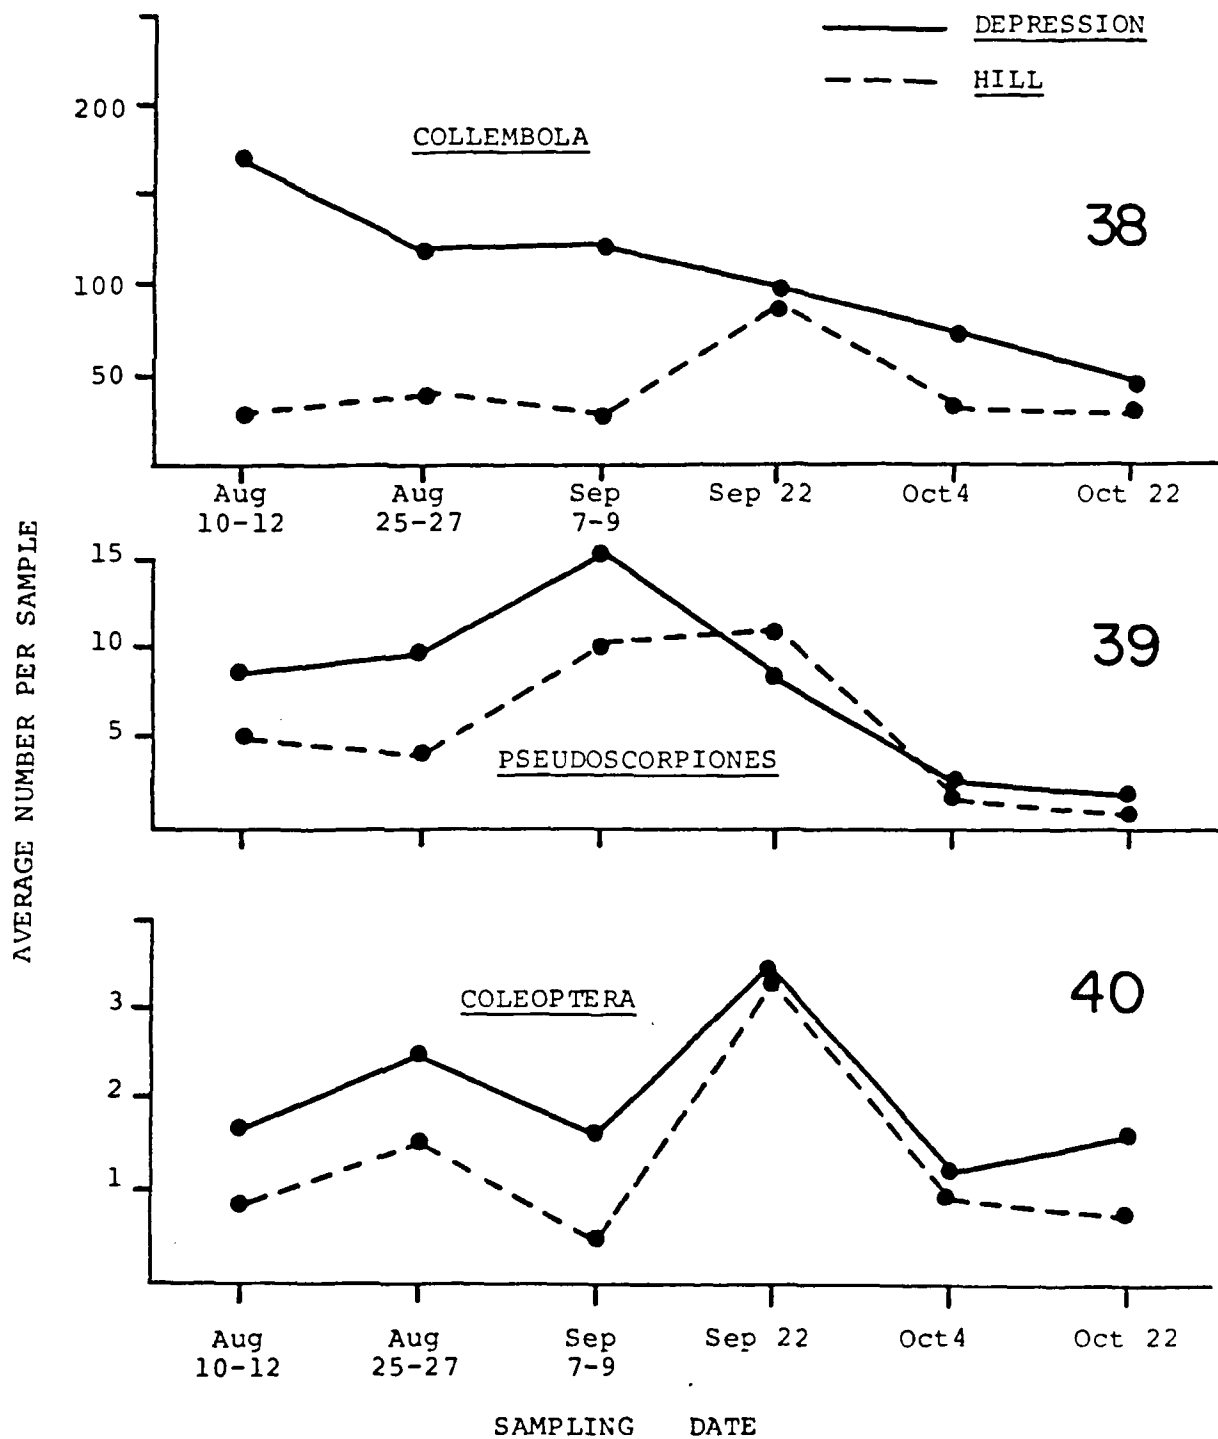 DEPRESSION
HILL
200
COLLEMBOLA
38
100
50
Aug 10-12
Aug 25-27
Sep 7-9
Sep 22
Oct4
Oct 22
AVERAGE NUMBER PER SAMPLE
15
10
39
5
PSEUDOSCORPIONES
3
COLEOPTERA
40
2
1
Aug 10-12
Aug 25-27
Sep 7-9
Sep 22
Oct4
Oct 22
SAMPLING DATE